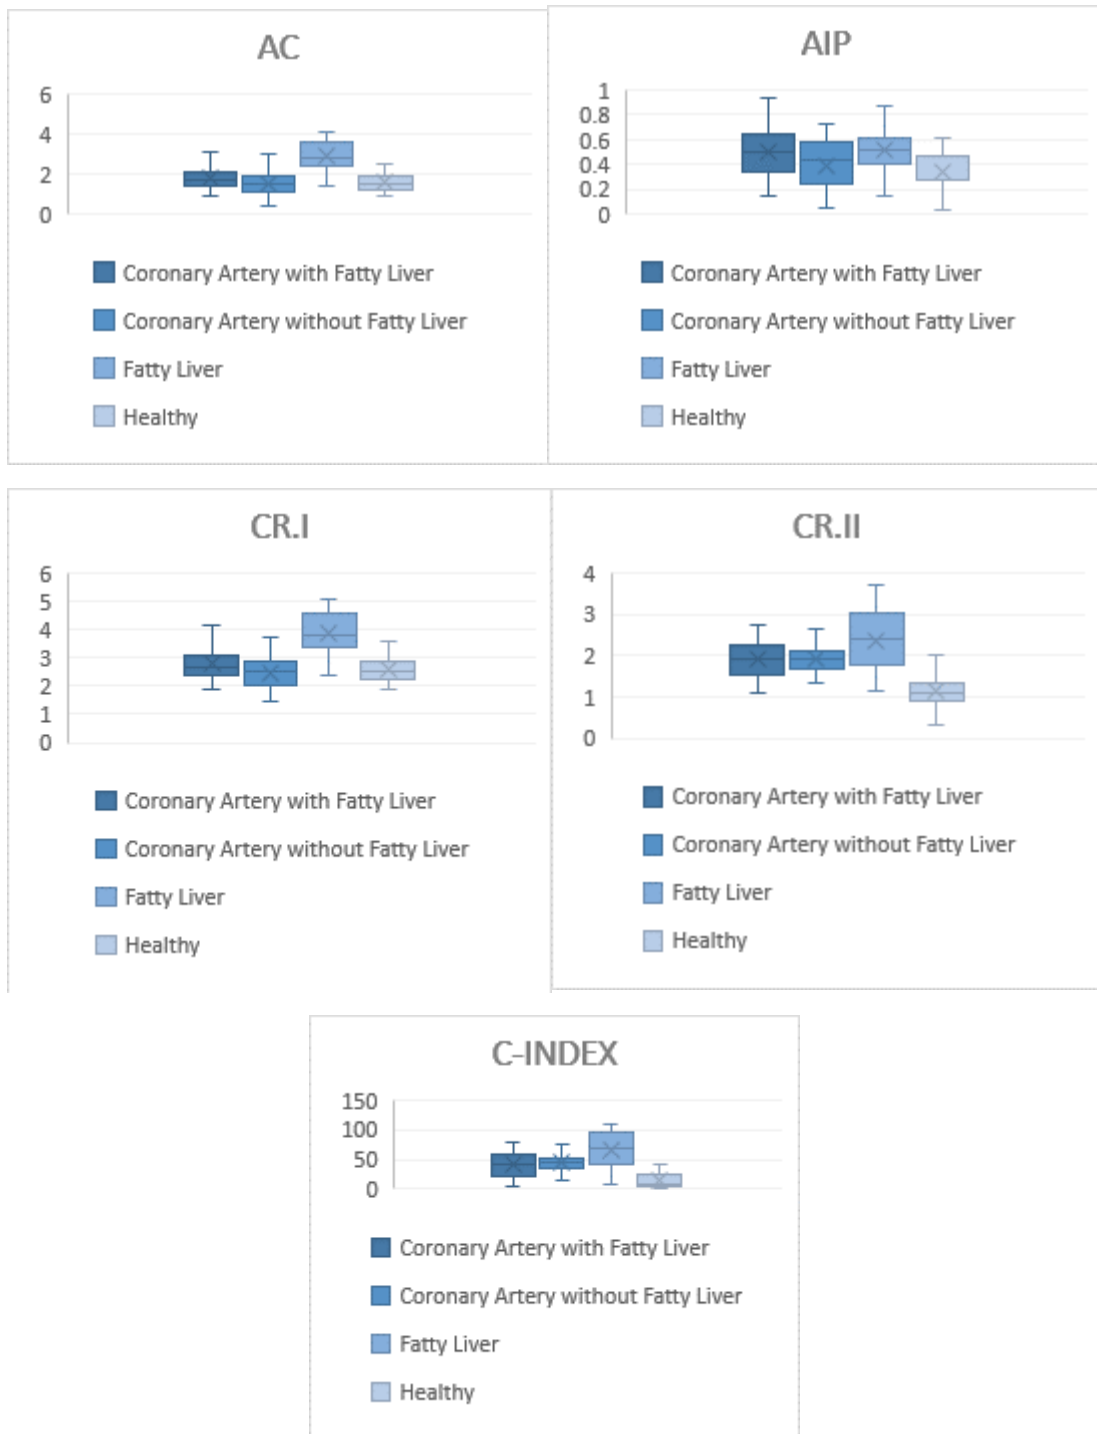 AC
6
4
2
0
Coronary Artery with Fatty Liver
Coronary Artery without Fatty Liver
Fatty Liver
Healthy
AIP
1
0.8
0.6
0.4
0.2
0
Coronary Artery with Fatty Liver
Coronary Artery without Fatty Liver
Fatty Liver
Healthy
CR.I
6
5
4
3
2
1
0
Coronary Artery with Fatty Liver
Coronary Artery without Fatty Liver
Fatty Liver
Healthy
CR.II
4
3
2
1
0
Coronary Artery with Fatty Liver
Coronary Artery without Fatty Liver
Fatty Liver
Healthy
C-INDEX
150
100
50
0
Coronary Artery with Fatty Liver
Coronary Artery without Fatty Liver
Fatty Liver
Healthy